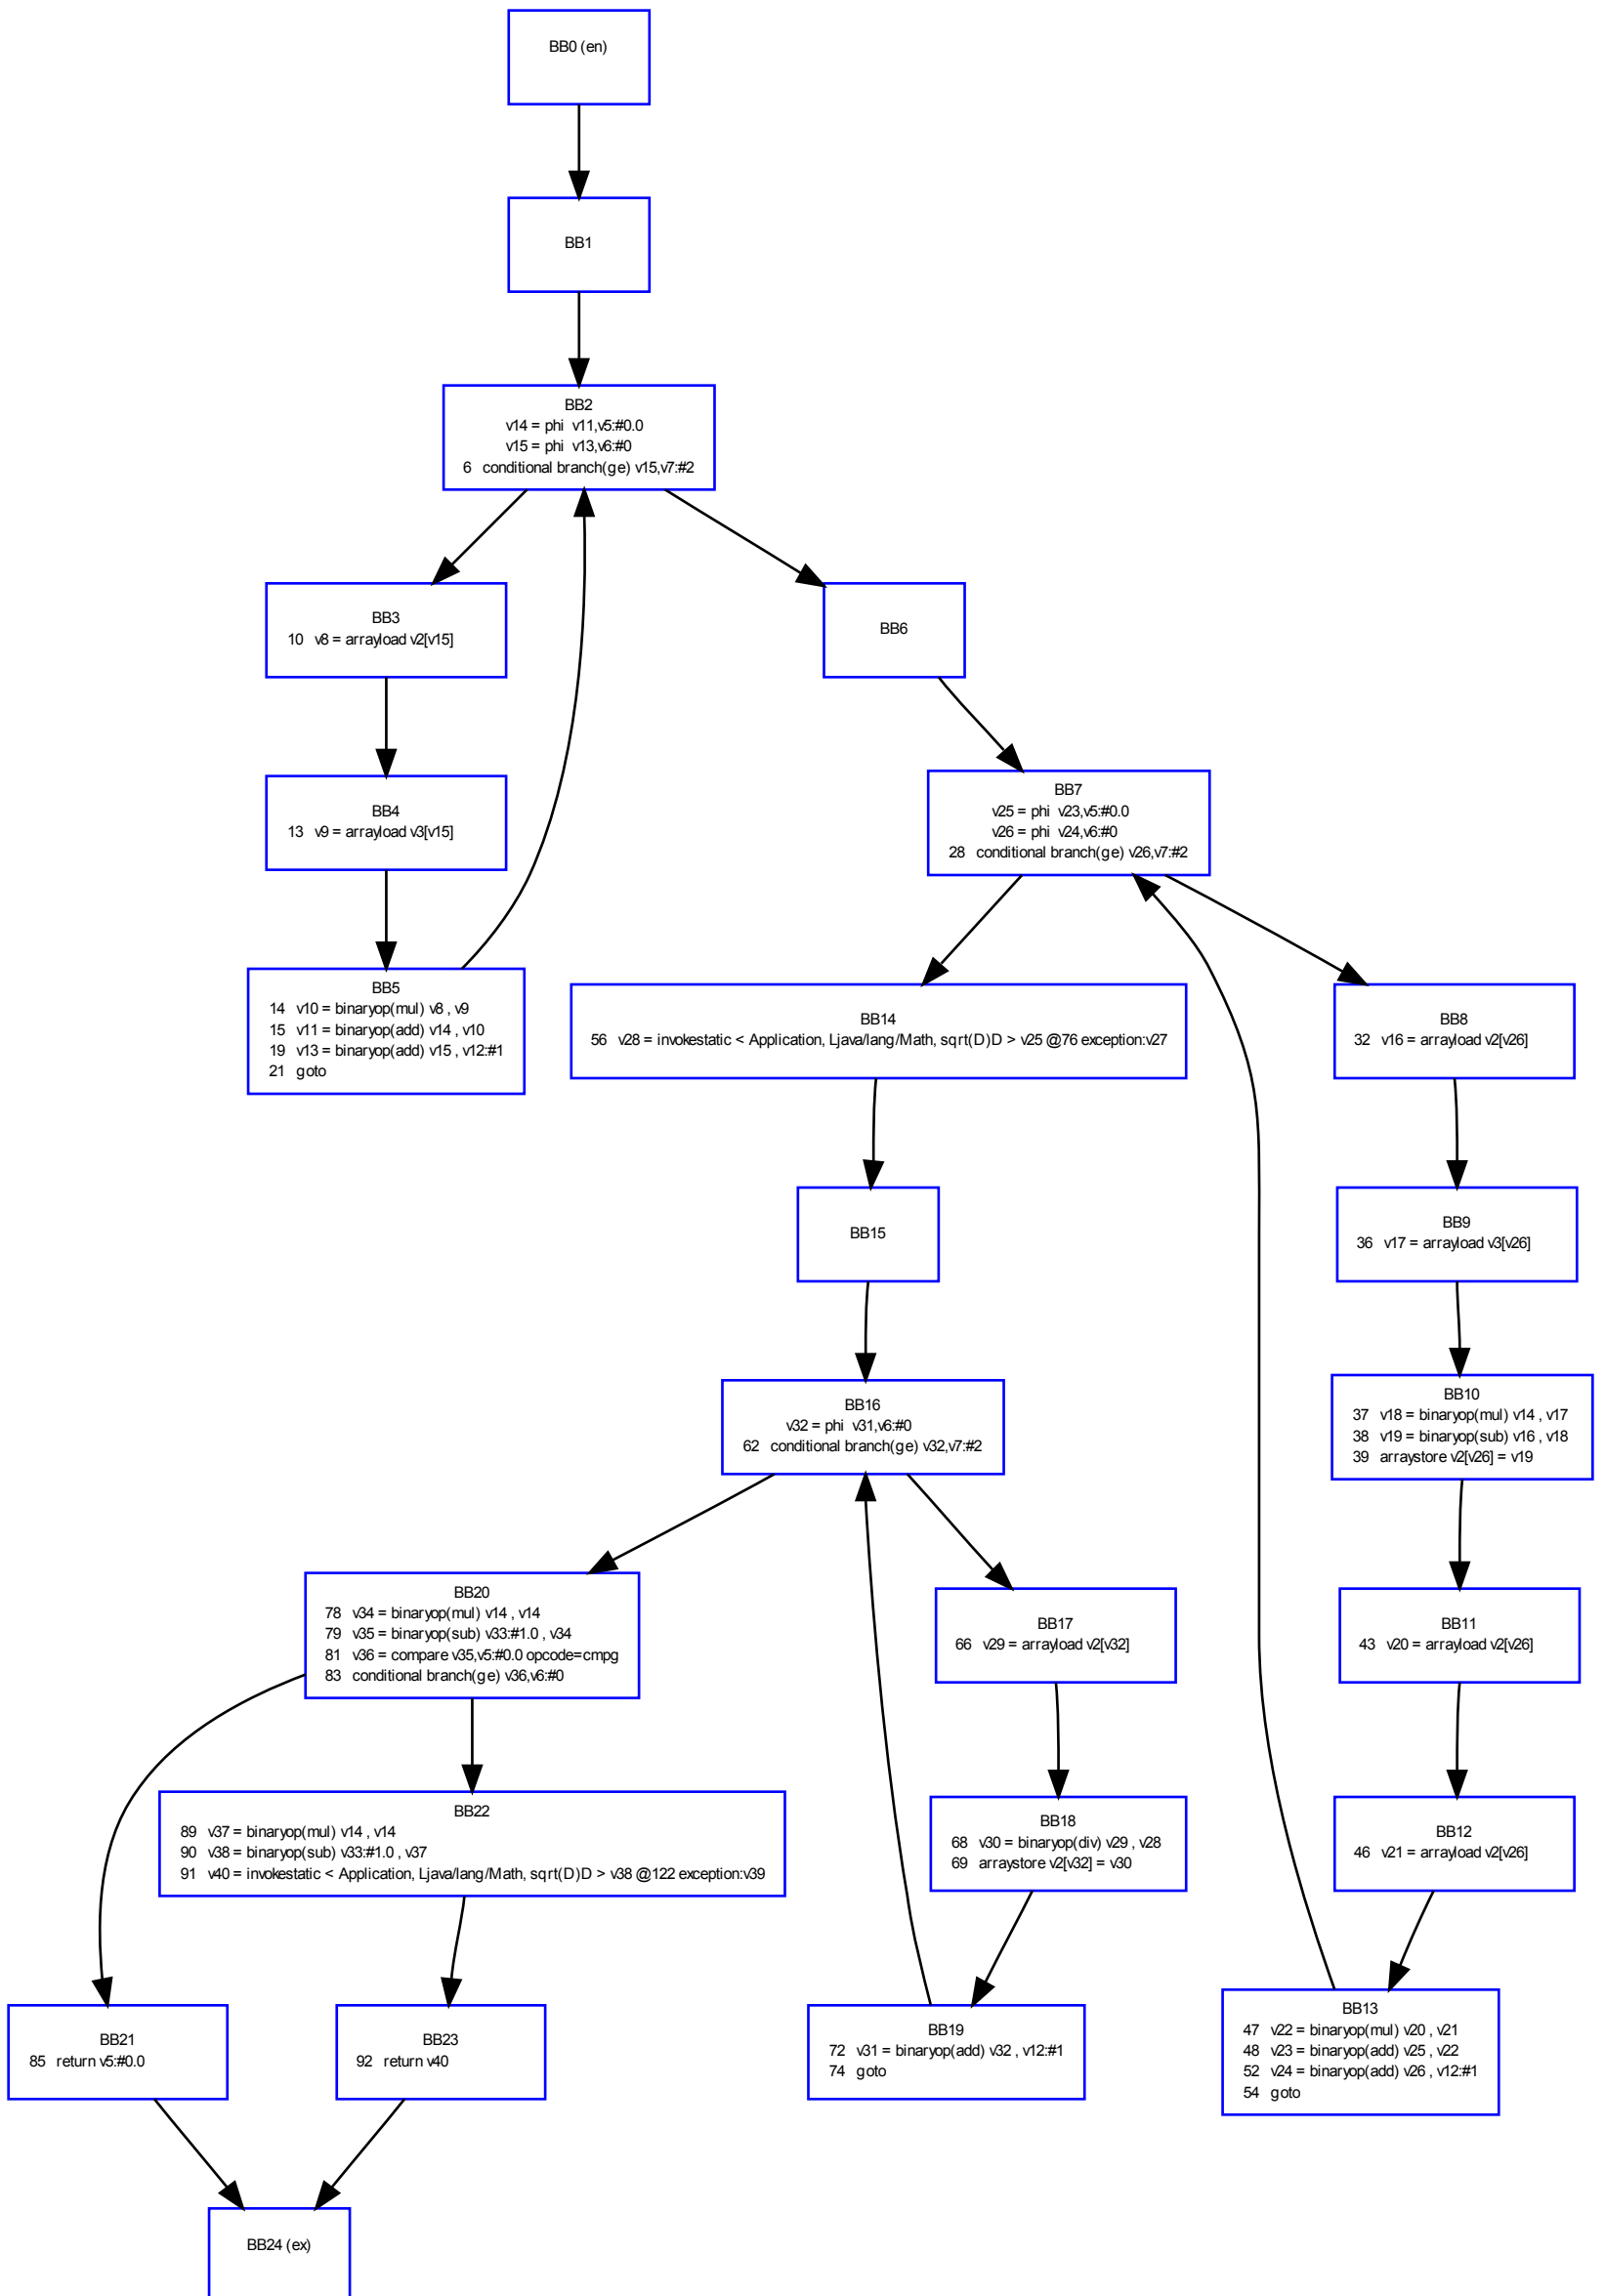 BB0 (en)
BB1
BB2
v14 = phi v11,v5:#0.0
v15 = phi v13,v6:#0
6 conditional branch(ge) v15,v7:#2
BB3
10 v8 = arrayload v2[v15]
BB6
BB4
13 v9 = arrayload v3[v15]
BB7
v25 = phi v23,v5:#0.0
v26 = phi v24,v6:#0
28 conditional branch(ge) v26,v7:#2
BB5
14 v10 = binaryop(mul) v8 , v9
15 v11 = binaryop(add) v14 , v10
19 v13 = binaryop(add) v15 , v12:#1
21 goto
BB14
56 v28 = invokestatic < Application, Ljava/lang/Math, sqrt(D)D > v25 @76 exception:v27
BB8
32 v16 = arrayload v2[v26]
BB15
BB9
36 v17 = arrayload v3[v26]
BB16
v32 = phi v31,v6:#0
62 conditional branch(ge) v32,v7:#2
BB10
37 v18 = binaryop(mul) v14 , v17
38 v19 = binaryop(sub) v16 , v18
39 arraystore v2[v26] = v19
BB20
78 v34 = binaryop(mul) v14 , v14
79 v35 = binaryop(sub) v33:#1.0 , v34
81 v36 = compare v35,v5:#0.0 opcode=cmpg
83 conditional branch(ge) v36,v6:#0
BB17
66 v29 = arrayload v2[v32]
BB11
43 v20 = arrayload v2[v26]
BB22
89 v37 = binaryop(mul) v14 , v14
90 v38 = binaryop(sub) v33:#1.0 , v37
91 v40 = invokestatic < Application, Ljava/lang/Math, sqrt(D)D > v38 @122 exception:v39
BB18
68 v30 = binaryop(div) v29 , v28
69 arraystore v2[v32] = v30
BB12
46 v21 = arrayload v2[v26]
BB21
85 return v5:#0.0
BB23
92 return v40
BB19
72 v31 = binaryop(add) v32 , v12:#1
74 goto
BB13
47 v22 = binaryop(mul) v20 , v21
48 v23 = binaryop(add) v25 , v22
52 v24 = binaryop(add) v26 , v12:#1
54 goto
BB24 (ex)